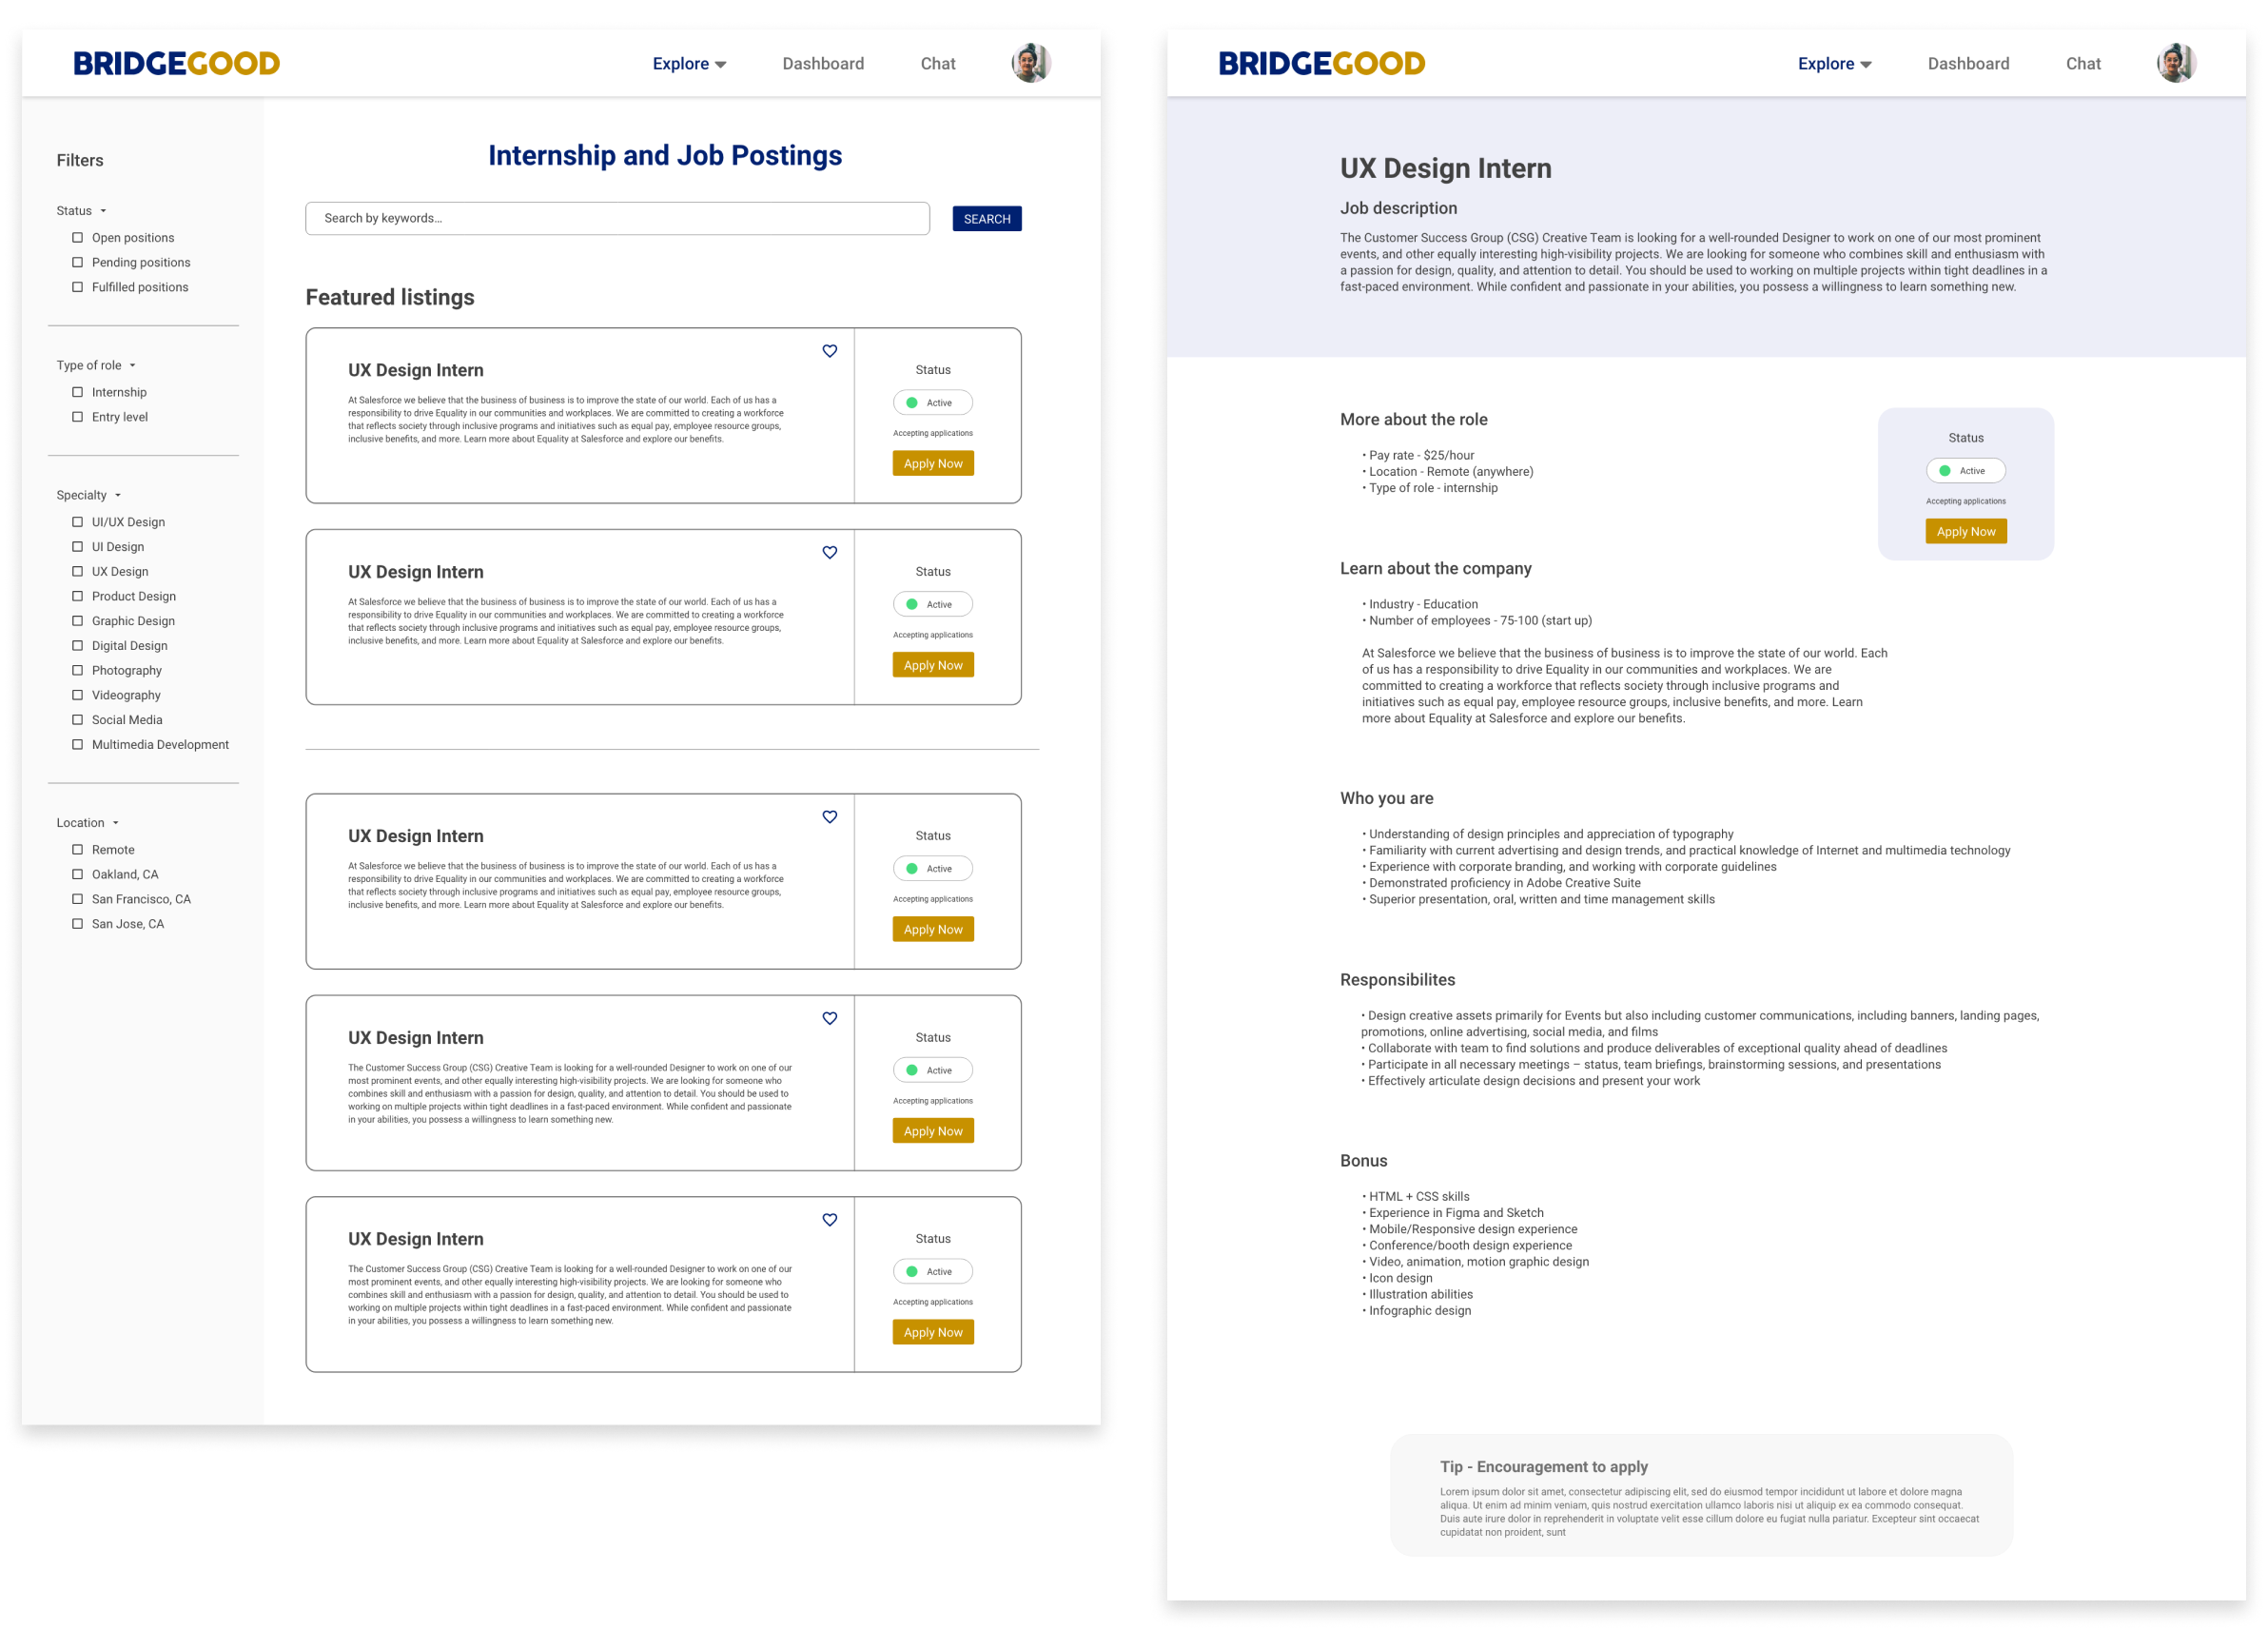 BRIDGEGOOD
Explore
Dashboard
Chat
Filters
Status
Open positions
Pending positions
Fulfilled positions
Type of role
Internship
Entry level
Specialty
UI/UX Design
UI Design
UX Design
Product Design
Graphic Design
Digital Design
Photography
Videography
Social Media
Multimedia Development
Location
Remote
Oakland, CA
San Francisco, CA
San Jose, CA
Internship and Job Postings
Search by keywords...
SEARCH
Featured listings
UX Design Intern
At Salesforce we believe that the business of business is to improve the state of our world. Each of us has a
responsibility to drive Equality in our communities and workplaces. We are committed to creating a workforce
that reflects society through inclusive programs and initiatives such as equal pay, employee resource groups,
inclusive benefits, and more. Learn more about Equality at Salesforce and explore our benefits.
Status
Active
Accepting applications
Apply Now
UX Design Intern
At Salesforce we believe that the business of business is to improve the state of our world. Each of us has a
responsibility to drive Equality in our communities and workplaces. We are committed to creating a workforce
that reflects society through inclusive programs and initiatives such as equal pay, employee resource groups,
inclusive benefits, and more. Learn more about Equality at Salesforce and explore our benefits.
Status
Active
Accepting applications
Apply Now
UX Design Intern
At Salesforce we believe that the business of business is to improve the state of our world. Each of us has a
responsibility to drive Equality in our communities and workplaces. We are committed to creating a workforce
that reflects society through inclusive programs and initiatives such as equal pay, employee resource groups,
inclusive benefits, and more. Learn more about Equality at Salesforce and explore our benefits.
Status
Active
Accepting applications
Apply Now
UX Design Intern
The Customer Success Group (CSG) Creative Team is looking for a well-rounded Designer to work on one of our
most prominent events, and other equally interesting high-visibility projects. We are looking for someone who
combines skill and enthusiasm with a passion for design, quality, and attention to detail. You should be used to
working on multiple projects within tight deadlines in a fast-paced environment. While confident and passionate
in your abilities, you possess a willingness to learn something new.
Status
Active
Accepting applications
Apply Now
UX Design Intern
The Customer Success Group (CSG) Creative Team is looking for a well-rounded Designer to work on one of our
most prominent events, and other equally interesting high-visibility projects. We are looking for someone who
combines skill and enthusiasm with a passion for design, quality, and attention to detail. You should be used to
working on multiple projects within tight deadlines in a fast-paced environment. While confident and passionate
in your abilities, you possess a willingness to learn something new.
Status
Active
Accepting applications
Apply Now
BRIDGEGOOD
Explore
Dashboard
Chat
UX Design Intern
Job description
The Customer Success Group (CSG) Creative Team is looking for a well-rounded Designer to work on one of our most prominent
events, and other equally interesting high-visibility projects. We are looking for someone who combines skill and enthusiasm with
a passion for design, quality, and attention to detail. You should be used to working on multiple projects within tight deadlines in a
fast-paced environment. While confident and passionate in your abilities, you possess a willingness to learn something new.
More about the role
• Pay rate - $25/hour
• Location - Remote (anywhere)
• Type of role - internship
Status
Active
Accepting applications
Apply Now
Learn about the company
• Industry - Education
• Number of employees - 75-100 (start up)
At Salesforce we believe that the business of business is to improve the state of our world. Each
of us has a responsibility to drive Equality in our communities and workplaces. We are
committed to creating a workforce that reflects society through inclusive programs and
initiatives such as equal pay, employee resource groups, inclusive benefits, and more. Learn
more about Equality at Salesforce and explore our benefits.
Who you are
• Understanding of design principles and appreciation of typography
• Familiarity with current advertising and design trends, and practical knowledge of Internet and multimedia technology
• Experience with corporate branding, and working with corporate guidelines
• Demonstrated proficiency in Adobe Creative Suite
• Superior presentation, oral, written and time management skills
Responsibilites
• Design creative assets primarily for Events but also including customer communications, including banners, landing pages,
promotions, online advertising, social media, and films
• Collaborate with team to find solutions and produce deliverables of exceptional quality ahead of deadlines
• Participate in all necessary meetings – status, team briefings, brainstorming sessions, and presentations
• Effectively articulate design decisions and present your work
Bonus
• HTML + CSS skills
• Experience in Figma and Sketch
• Mobile/Responsive design experience
• Conference/booth design experience
• Video, animation, motion graphic design
• Icon design
• Illustration abilities
• Infographic design
Tip - Encouragement to apply
Lorem ipsum dolor sit amet, consectetur adipiscing elit, sed do eiusmod tempor incididunt ut labore et dolore magna
aliqua. Ut enim ad minim veniam, quis nostrud exercitation ullamco laboris nisi ut aliquip ex ea commodo consequat.
Duis aute irure dolor in reprehenderit in voluptate velit esse cillum dolore eu fugiat nulla pariatur. Excepteur sint occaecat
cupidatat non proident, sunt